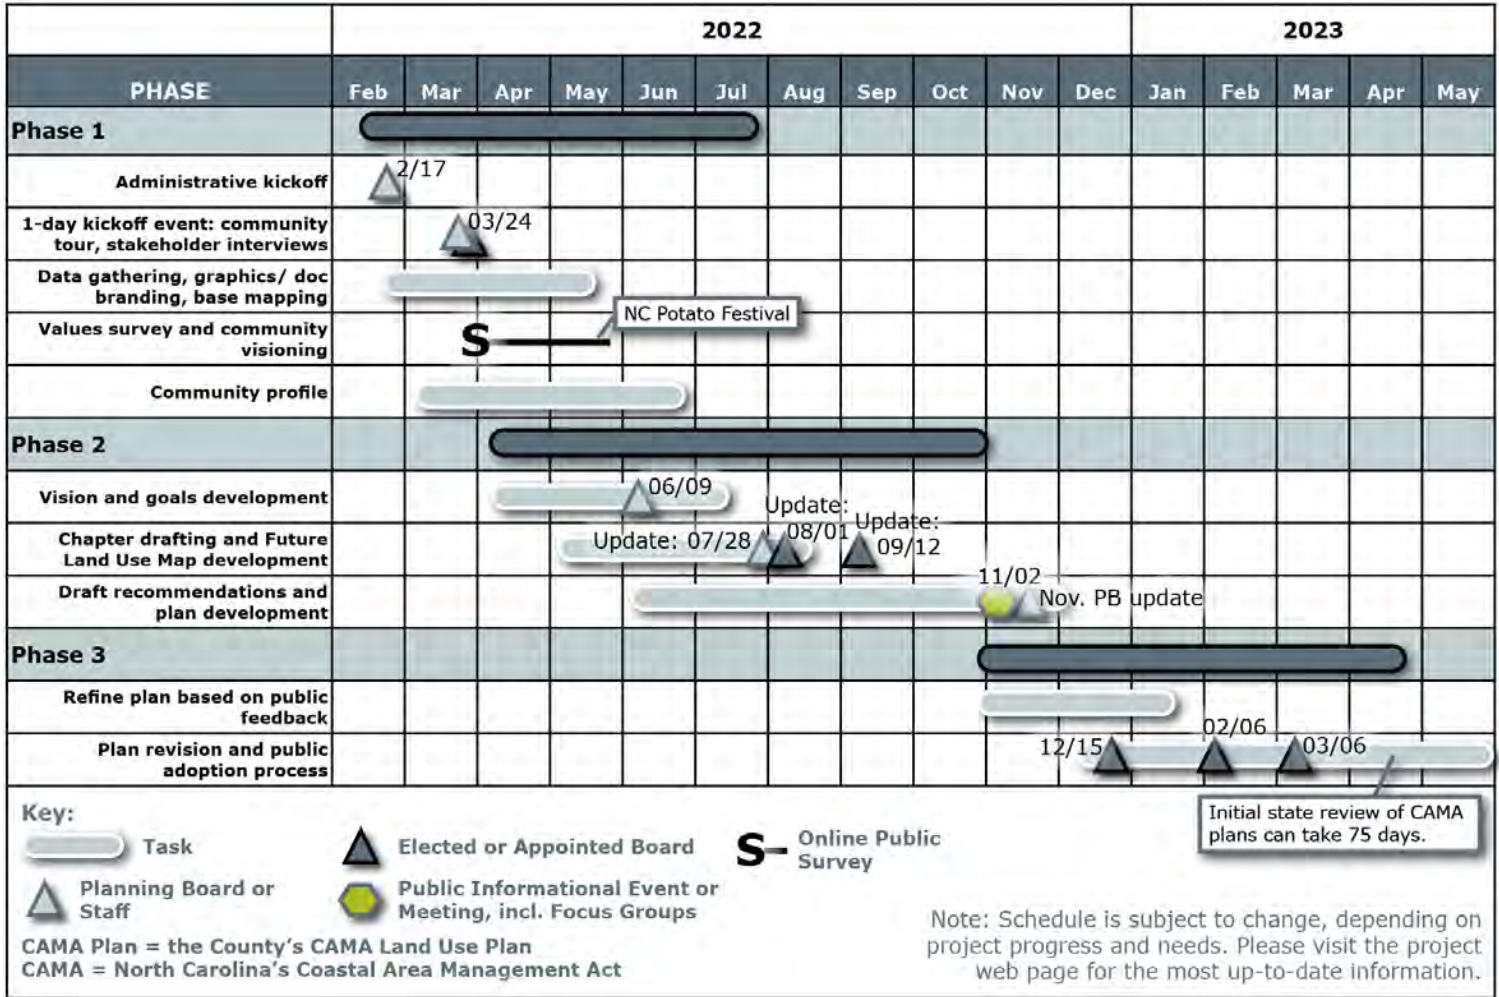 2022 2023
PHASE Feb Mar Apr May Jun Jul Aug Sep Oct Nov Dec Jan Feb Mar Apr May
Phase 1
Administrative kickoff
2/17
1-day kickoff event: community
tour, stakeholder interviews
03/24
Data gathering, graphics/ doc
branding, base mapping
NC Potato Festival
Values survey and community
visioning
S
Community profile
Phase 2
Vision and goals development
06/09
Chapter drafting and Future
Land Use Map development
Update: 07/28
Update:
08/01
Update:
09/12
Draft recommendations and
plan development
11/02
Nov. PB update
Phase 3
Refine plan based on public
feedback
Plan revision and public
adoption process
12/15
02/06
03/06
Initial state review of CAMA
plans can take 75 days.
Key:
Task
Elected or Appointed Board
S
Online Public
Survey
Planning Board or
Staff
Public Informational Event or
Meeting, incl. Focus Groups
CAMA Plan = the County's CAMA Land Use Plan
CAMA = North Carolina's Coastal Area Management Act
Note: Schedule is subject to change, depending on
project progress and needs. Please visit the project
web page for the most up-to-date information.